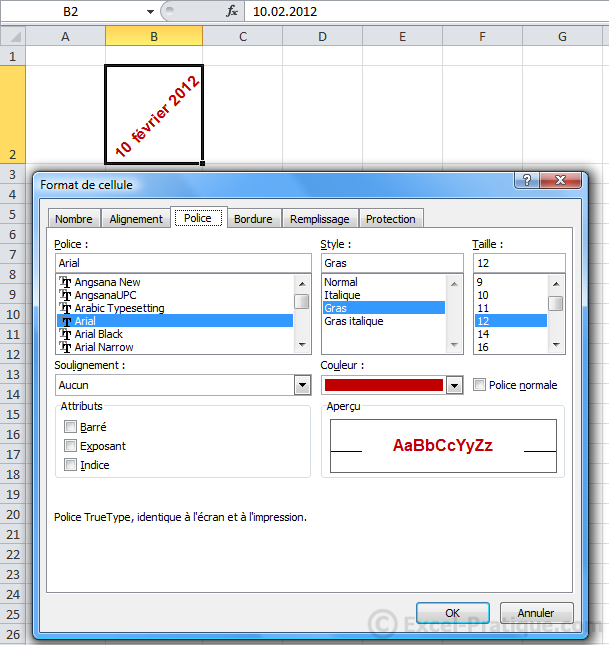 B2 fx 10.02.2012
A B C D E F G
1
2
10 février 2012
3
4
5
6
7
8
9
10
11
12
13
14
15
16
17
18
19
20
21
22
23
24
25
26
Format de cellule ?
Nombre Alignement Police Bordure Remplissage Protection
Police : Style : Taille :
Arial Gras 12
Angsana New Normal 9
AngsanaUPC Italique 10
Arabic Typesetting Gras 11
Arial Gras italique 12
Arial Black 14
Arial Narrow 16
Soulignement : Couleur :
Aucun Police normale
Attributs Aperçu
Barré
Exposant
Indice
AaBbCcYyZz
Police TrueType, identique à l'écran et à l'impression.
OK Annuler
© Excel-Pratique.com